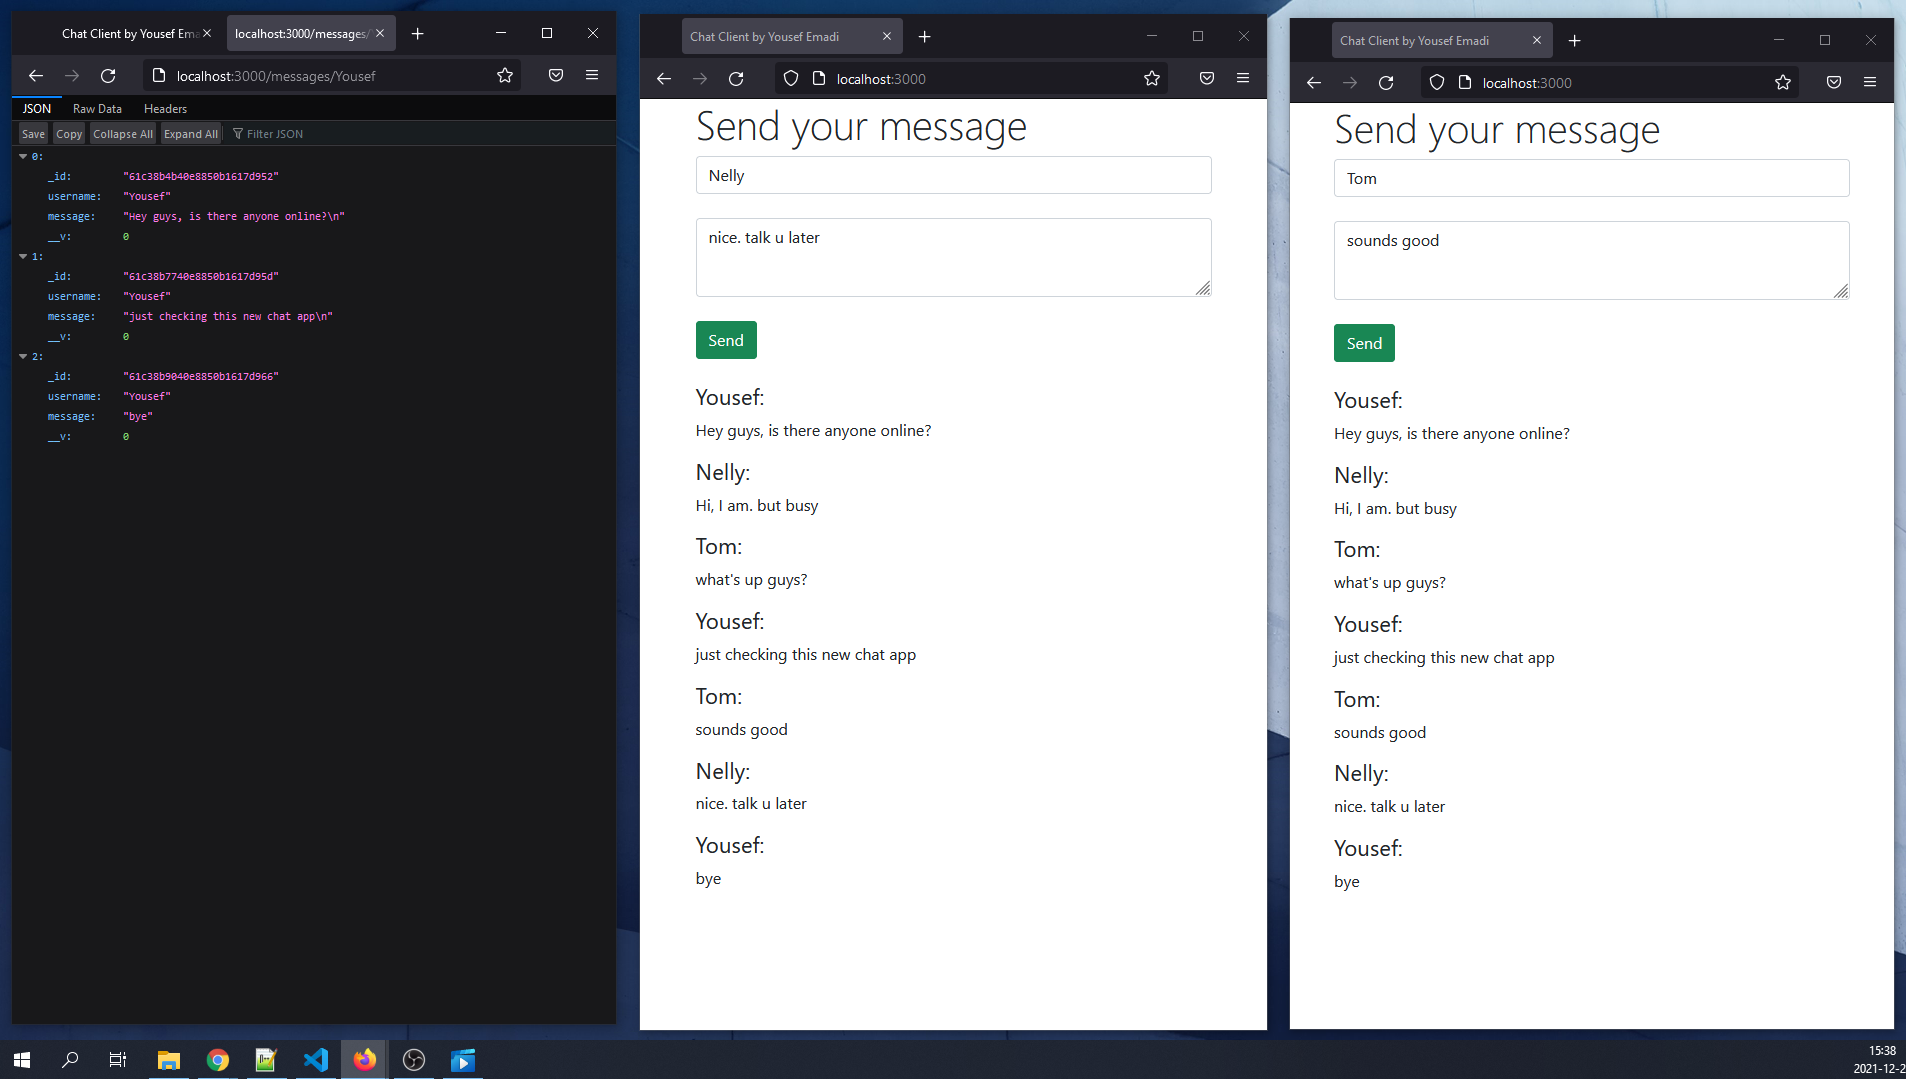 Chat Client by Yousef Ema
localhost:3000/messages/
localhost:3000/messages/Yousef
JSON Raw Data Headers
Save Copy Collapse All Expand All Filter JSON
0:
_id: "61c38b4b40e8850b1617d952"
username: "Yousef"
message: "Hey guys, is there anyone online?\n"
__v: 0
1:
_id: "61c38b7740e8850b1617d95d"
username: "Yousef"
message: "just checking this new chat app\n"
__v: 0
2:
_id: "61c38b9040e8850b1617d966"
username: "Yousef"
message: "bye"
__v: 0
Chat Client by Yousef Emadi
localhost:3000
Send your message
Nelly
nice. talk u later
Send
Yousef:
Hey guys, is there anyone online?
Nelly:
Hi, I am. but busy
Tom:
what's up guys?
Yousef:
just checking this new chat app
Tom:
sounds good
Nelly:
nice. talk u later
Yousef:
bye
Chat Client by Yousef Emadi
localhost:3000
Send your message
Tom
sounds good
Send
Yousef:
Hey guys, is there anyone online?
Nelly:
Hi, I am. but busy
Tom:
what's up guys?
Yousef:
just checking this new chat app
Tom:
sounds good
Nelly:
nice. talk u later
Yousef:
bye
15:38
2021-12-2